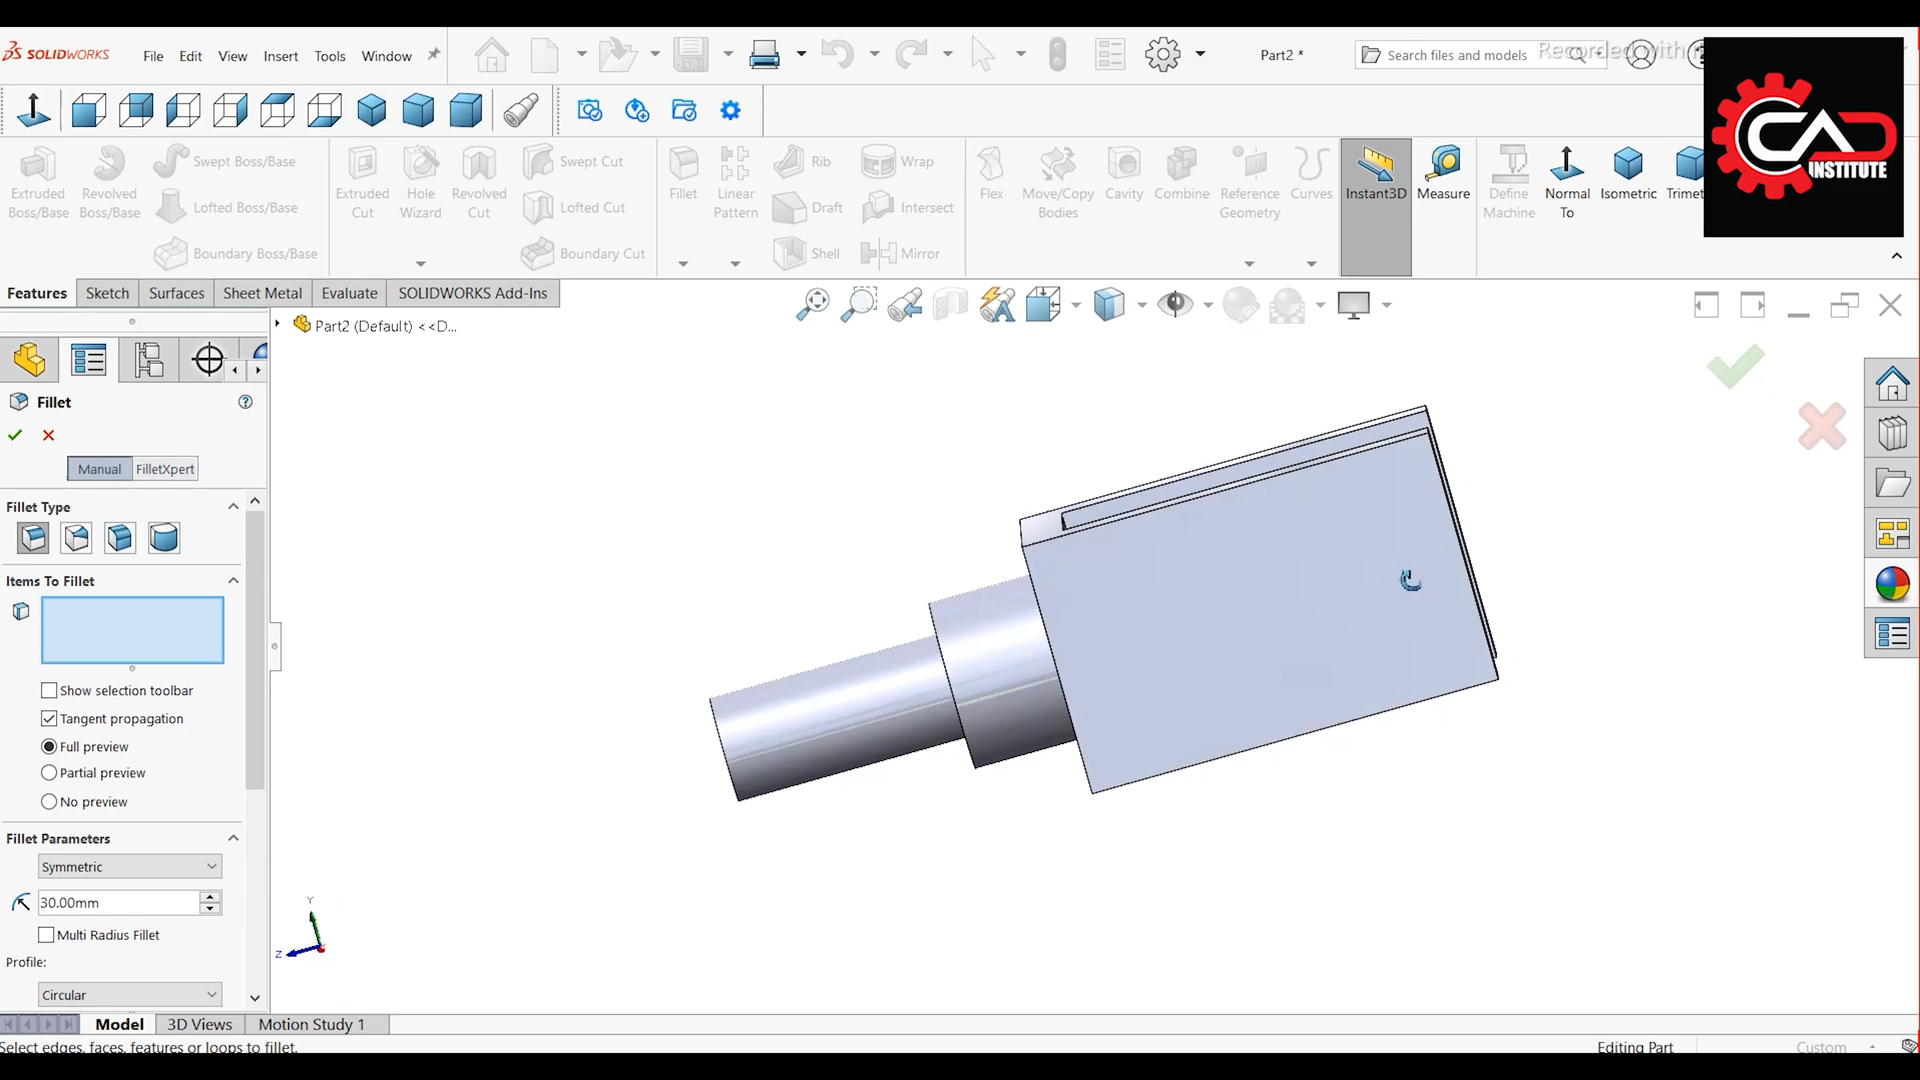 SOLIDWORKS File Edit View Insert Tools Window Part2 * Search files and models
Recorded with
CAD
INSTITUTE
Extruded Boss/Base
Revolved Boss/Base
Swept Boss/Base
Lofted Boss/Base
Boundary Boss/Base
Extruded Cut
Hole Wizard
Revolved Cut
Swept Cut
Lofted Cut
Boundary Cut
Fillet
Linear Pattern
Rib
Draft
Shell
Wrap
Intersect
Mirror
Flex
Move/Copy Bodies
Cavity
Combine
Reference Geometry
Curves
Instant3D
Measure
Define Machine
Normal To
Isometric
Trimet
Features Sketch Surfaces Sheet Metal Evaluate SOLIDWORKS Add-Ins
Part2 (Default) <<D...
Fillet
Manual FilletXpert
Fillet Type
Items To Fillet
Show selection toolbar
Tangent propagation
Full preview
Partial preview
No preview
Fillet Parameters
Symmetric
30.00mm
Multi Radius Fillet
Profile:
Circular
Y
Z
Model 3D Views Motion Study 1
Select edges, faces, features or loops to fillet.
Editing Part Custom